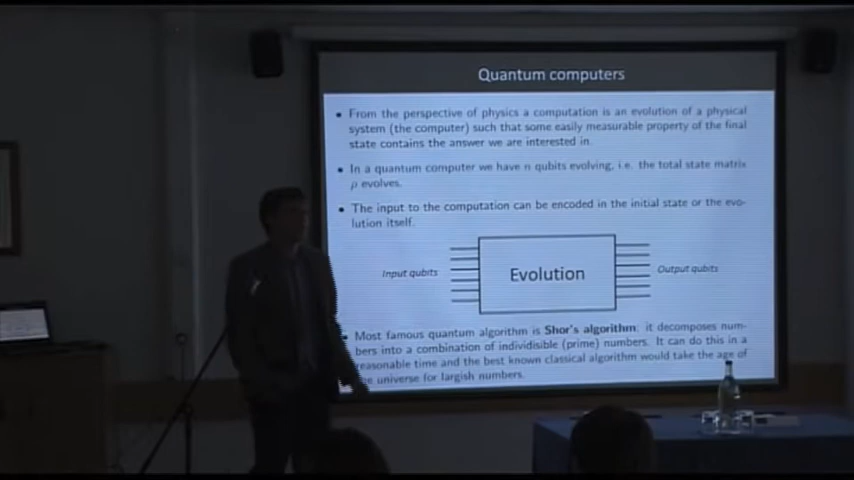 Quantum computers
From the perspective of physics a computation is an evolution of a physical
system (the computer) such that some easily measurable property of the final
state contains the answer we are interested in.
In a quantum computer we have n qubits evolving, i.e. the total state matrix
ρ evolves.
The input to the computation can be encoded in the initial state or the evo-
lution itself.
Input qubits
Evolution
Output qubits
Most famous quantum algorithm is Shor's algorithm: it decomposes num-
bers into a combination of individisible (prime) numbers. It can do this in a
reasonable time and the best known classical algorithm would take the age of
universe for largish numbers.